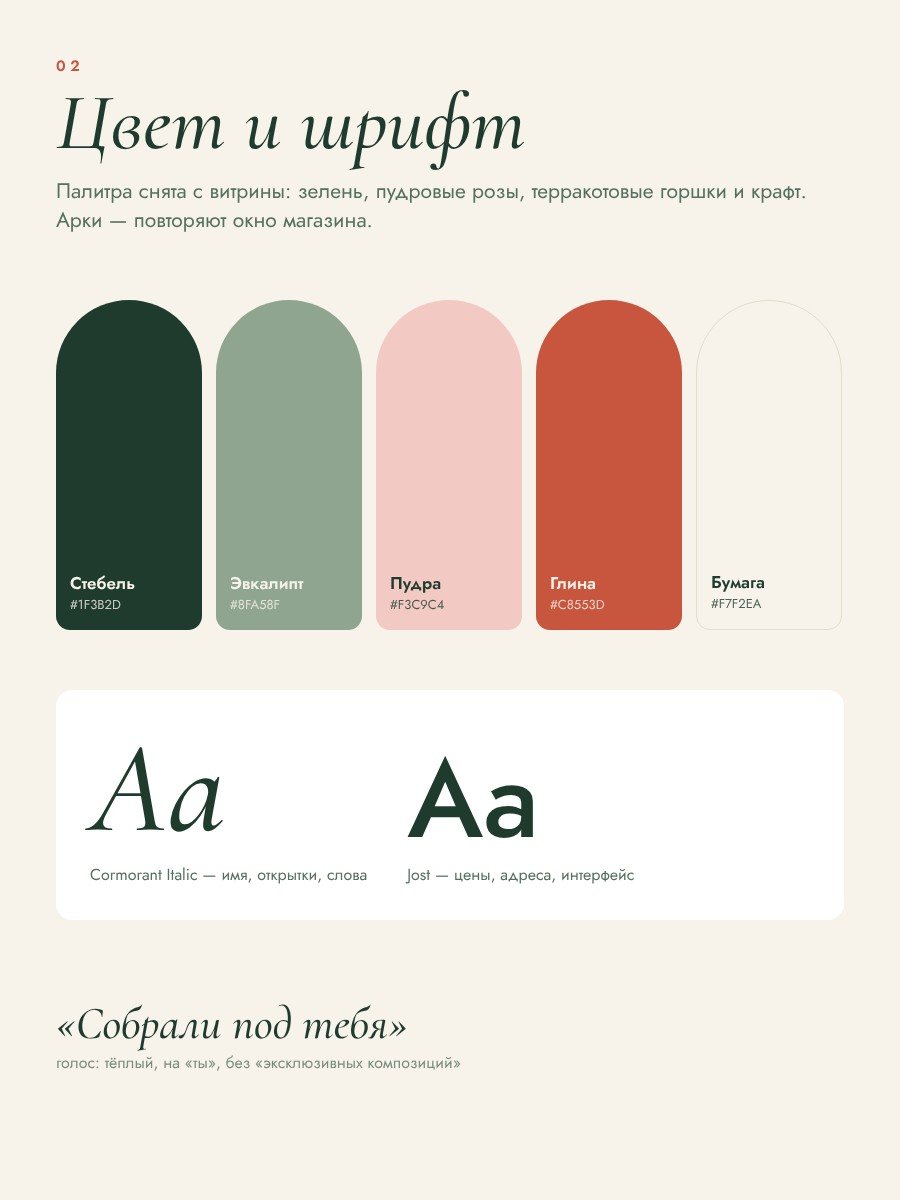 02
Цвет и шрифт
Палитра снята с витрины: зелень, пудровые розы, терракотовые горшки и крафт.
Арки — повторяют окно магазина.
Стебель
#1F3B2D
Эвкалипт
#8FA58F
Пудра
#F3C9C4
Глина
#C8553D
Бумага
#F7F2EA
Aa
Cormorant Italic — имя, открытки, слова
Aa
Jost — цены, адреса, интерфейс
«Собрали под тебя»
голос: тёплый, на «ты», без «эксклюзивных композиций»